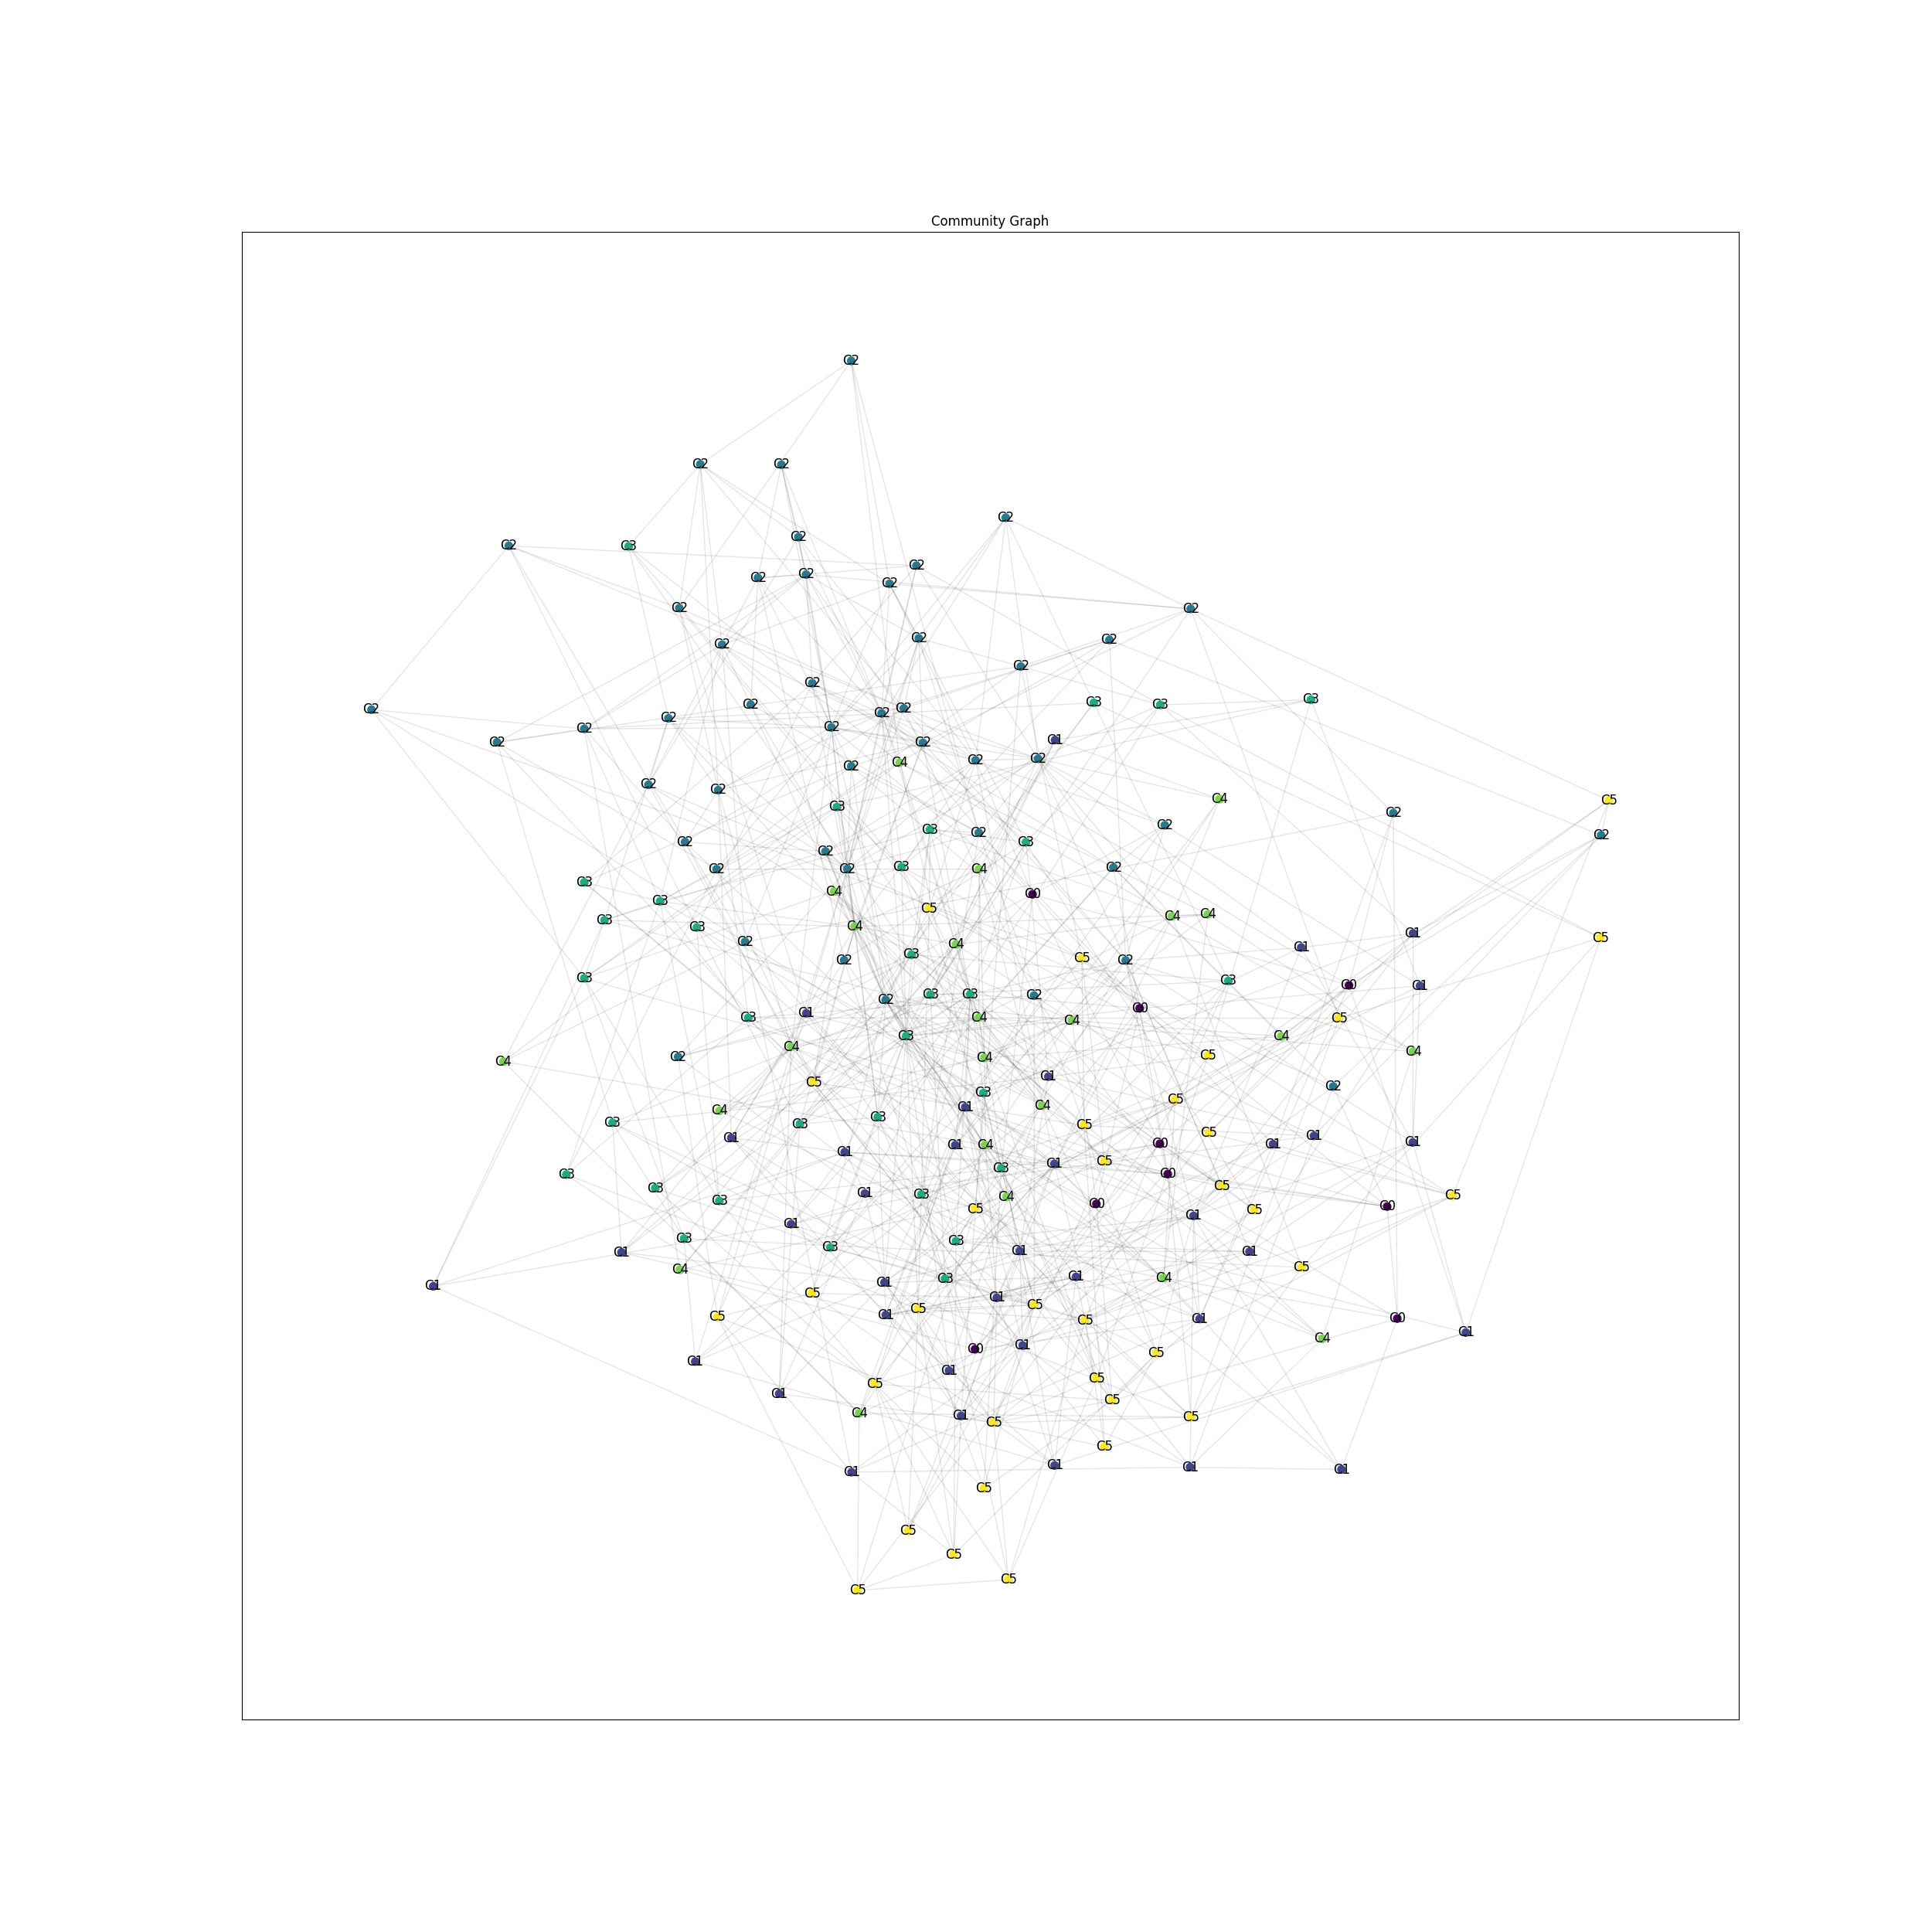 Community Graph
C2
C2 C2
C2
C2 C3 C2
C2
C2 C2 C2
C2 C2
C2 C2 C2
C2
C2 C3
C2 C2 C2 C2 C3 C3
C2 C2 C2
C2 C2 C1
C2 C4 C2 C2
C2 C2
C4 C5
C3 C2
C2 C3 C2 C2
C2 C2 C3
C2 C2 C3 C4 C2
C3 C4 C0
C3 C5 C4 C4
C3 C3 C4
C2 C4 C1 C1
C2 C3 C5 C2 C5
C3 C3 C0 C1
C2 C3 C3 C2 C0
C3 C1 C4 C4 C5
C4 C3 C4 C4
C4 C2 C4 C5
C5 C1 C2
C4 C3 C1 C4 C5
C3 C3 C3 C5 C5
C1 C1 C1 C4 C0 C1 C1 C1
C3 C3 C1 C5 C0
C3 C3 C1 C3 C4 C5 C5
C1 C5 C0 C1 C5 C0
C3 C3 C3
C1 C1 C1
C4 C5
C1 C1 C3 C1 C4
C5 C1
C5 C1 C5 C5 C5 C1 C0
C4 C1
C0 C1 C5
C1 C1
C1 C5 C5
C5
C4 C1 C5 C5
C5
C1 C1 C1 C1
C5
C5
C5
C5 C5